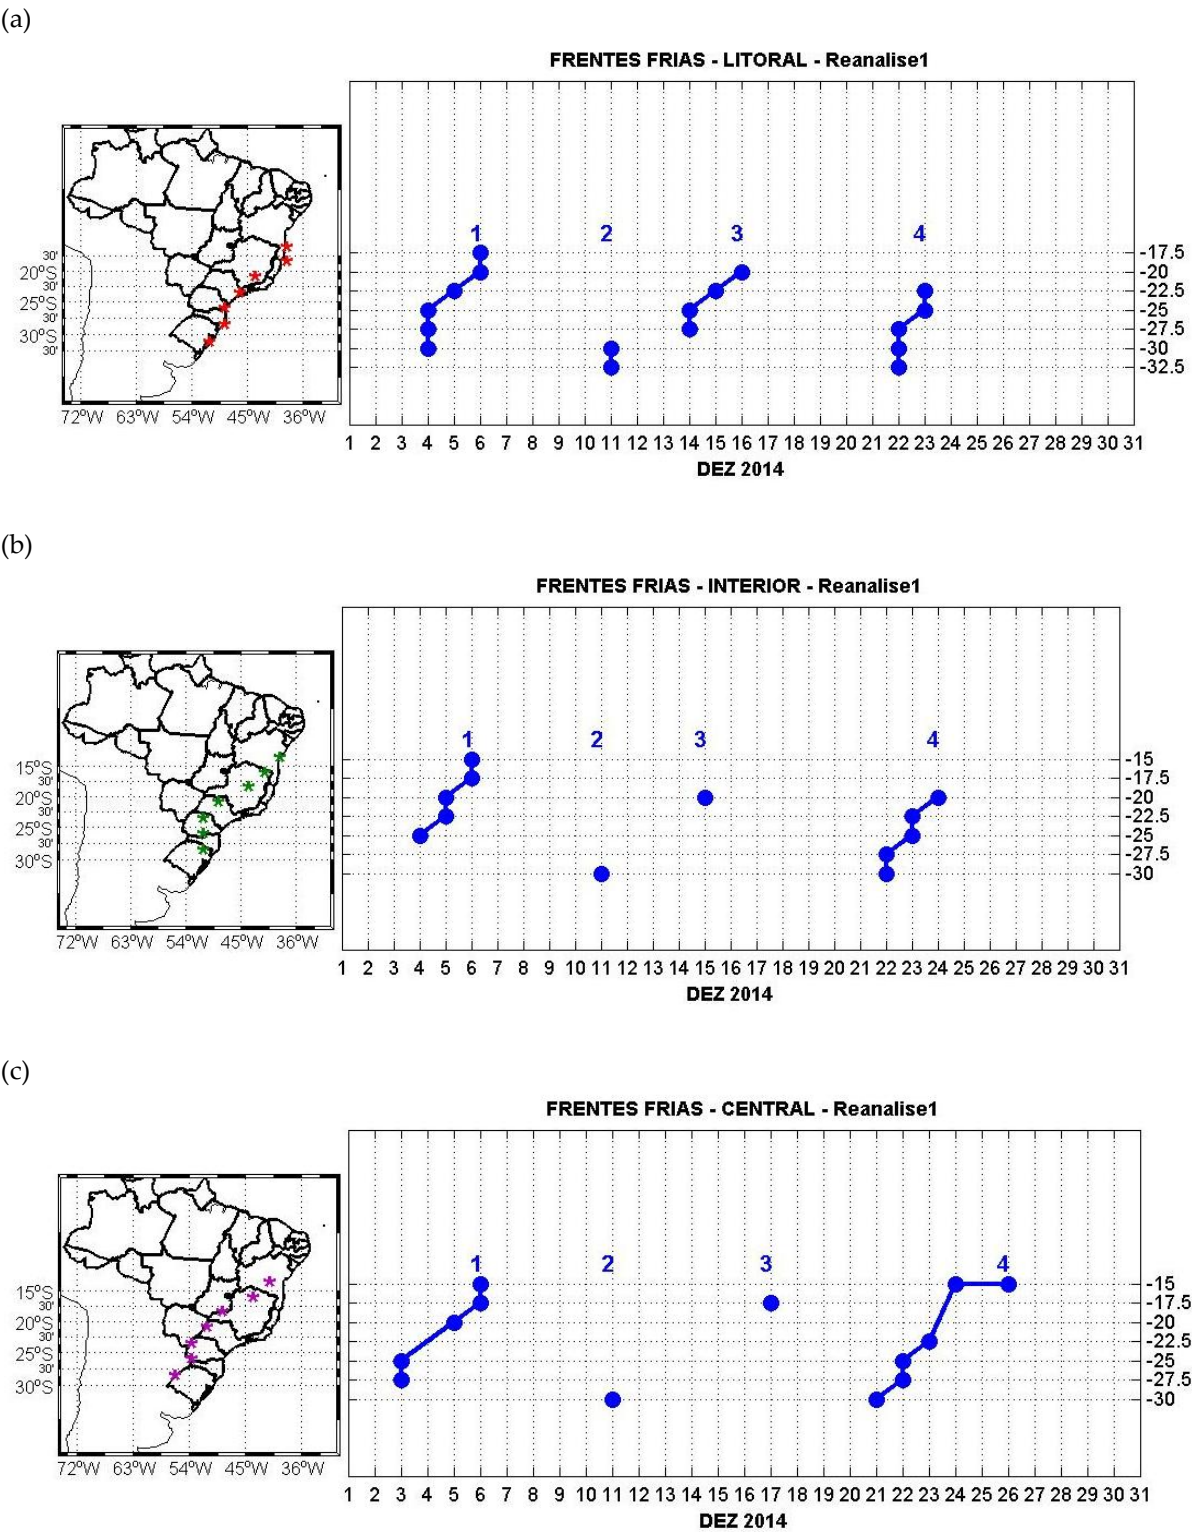 (a)
FRENTES FRIAS - LITORAL - Reanalise1
1 2 3 4
-17.5
-20
-22.5
-25
-27.5
-30
-32.5
30'
20°S
30'
25°S
30'
30°S
30'
72°W 63°W 54°W 45°W 36°W
1 2 3 4 5 6 7 8 9 10 11 12 13 14 15 16 17 18 19 20 21 22 23 24 25 26 27 28 29 30 31
DEZ 2014
(b)
FRENTES FRIAS - INTERIOR - Reanalise1
1 2 3 4
-15
-17.5
-20
-22.5
-25
-27.5
-30
15°S
30'
20°S
30'
25°S
30'
30°S
72°W 63°W 54°W 45°W 36°W
1 2 3 4 5 6 7 8 9 10 11 12 13 14 15 16 17 18 19 20 21 22 23 24 25 26 27 28 29 30 31
DEZ 2014
(c)
FRENTES FRIAS - CENTRAL - Reanalise1
1 2 3 4
-15
-17.5
-20
-22.5
-25
-27.5
-30
15°S
30'
20°S
30'
25°S
30'
30°S
72°W 63°W 54°W 45°W 36°W
1 2 3 4 5 6 7 8 9 10 11 12 13 14 15 16 17 18 19 20 21 22 23 24 25 26 27 28 29 30 31
DEZ 2014